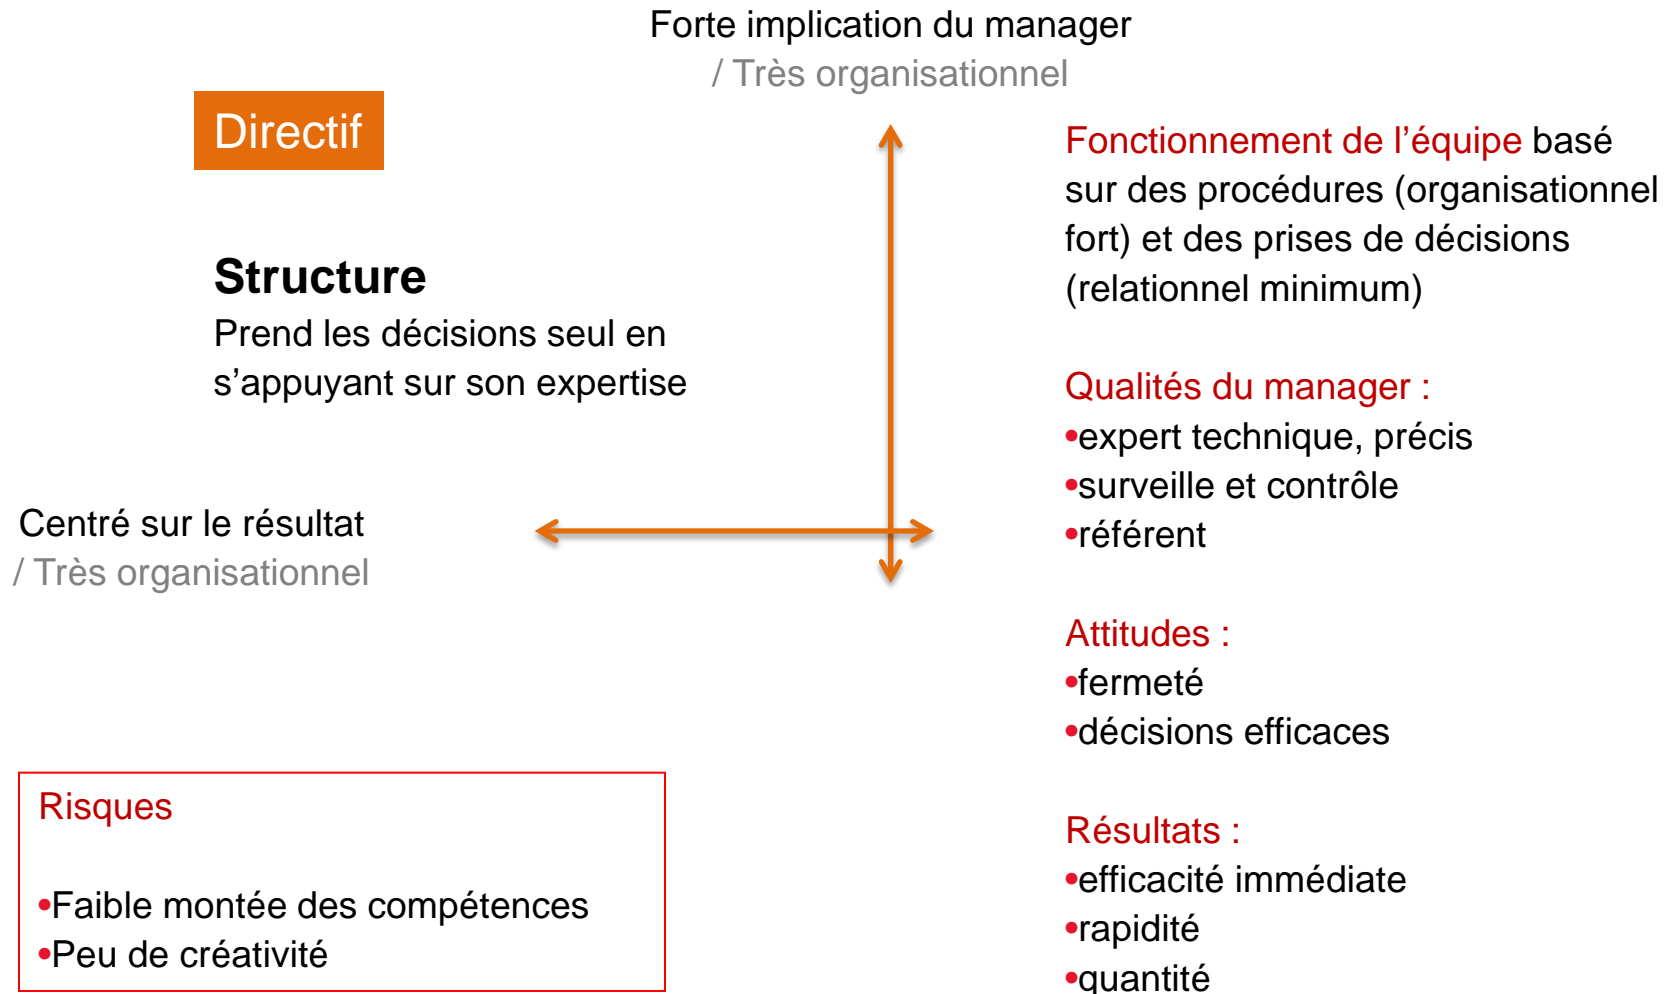 Forte implication du manager
/ Très organisationnel
Directif
Structure
Prend les décisions seul en
s’appuyant sur son expertise
Centré sur le résultat
/ Très organisationnel
Risques
•Faible montée des compétences
•Peu de créativité
Fonctionnement de l’équipe basé
sur des procédures (organisationnel
fort) et des prises de décisions
(relationnel minimum)
Qualités du manager :
•expert technique, précis
•surveille et contrôle
•référent
Attitudes :
•fermeté
•décisions efficaces
Résultats :
•efficacité immédiate
•rapidité
•quantité